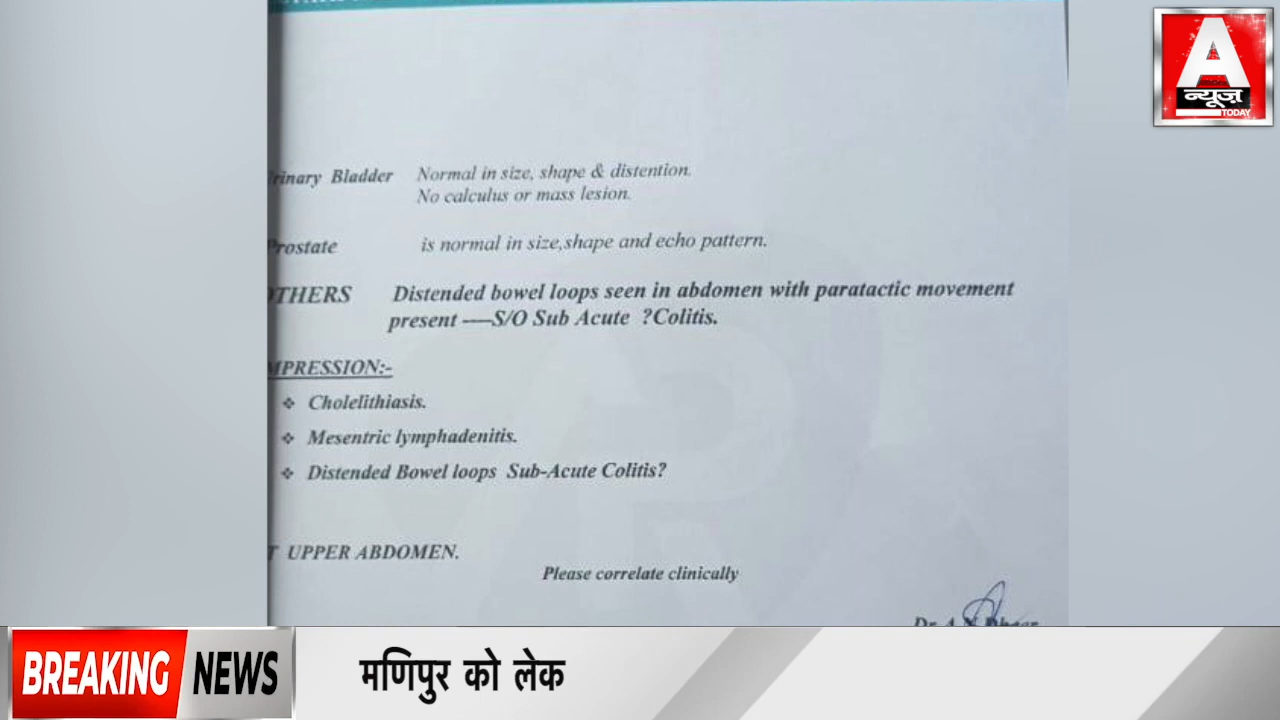 A
न्यूज़
TODAY
rinary Bladder Normal in size, shape & distention.
No calculus or mass lesion.
Prostate is normal in size,shape and echo pattern.
OTHERS Distended bowel loops seen in abdomen with paratactic movement
present ----S/O Sub Acute ?Colitis.
MPRESSION:-
❖ Cholelithiasis.
❖ Mesentric lymphadenitis.
❖ Distended Bowel loops Sub-Acute Colitis?
T UPPER ABDOMEN.
Please correlate clinically
Dr. A
BREAKING NEWS
मणिपुर को लेक